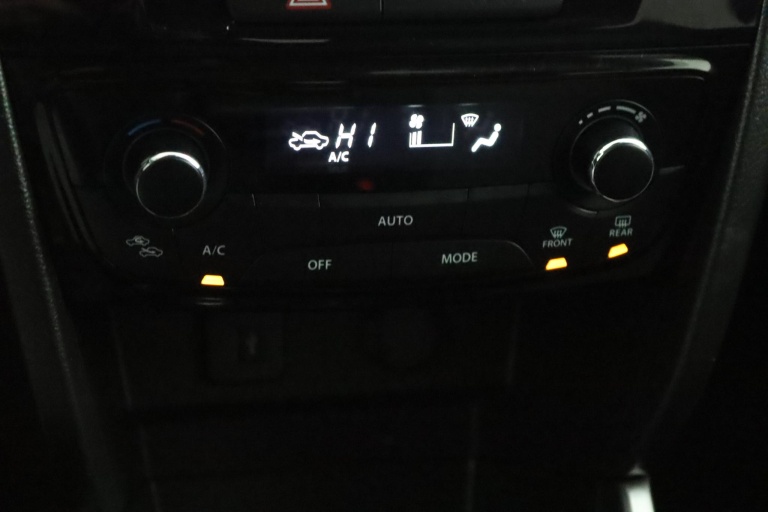 HI
A/C
AUTO
A/C
OFF
MODE
FRONT
REAR